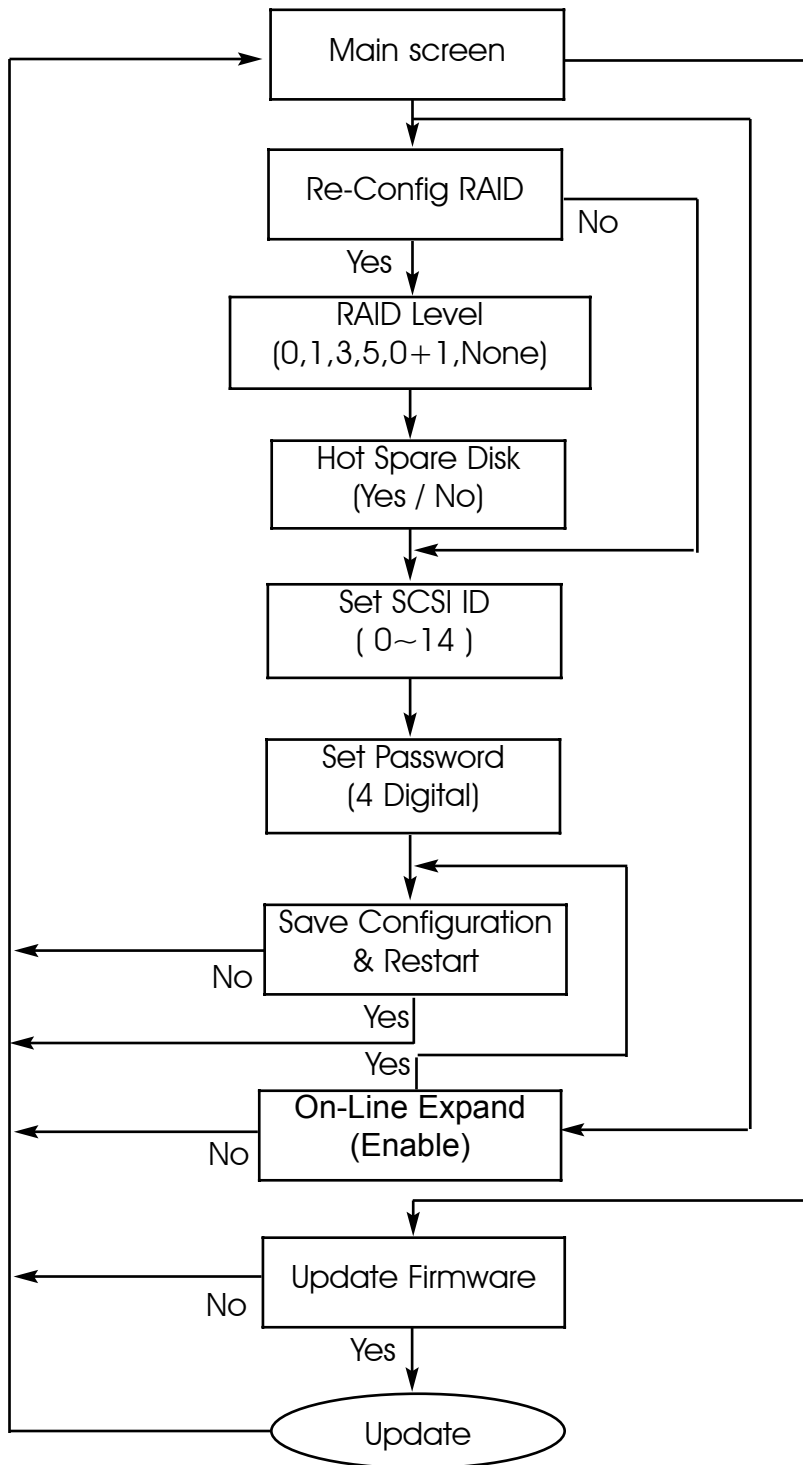 Main screen
Re-Config RAID
No
Yes
RAID Level
(0,1,3,5,0+1,None)
Hot Spare Disk
(Yes / No)
Set SCSI ID
( 0~14 )
Set Password
(4 Digital)
Save Configuration
& Restart
No
Yes
Yes
On-Line Expand
(Enable)
No
Update Firmware
No
Yes
Update